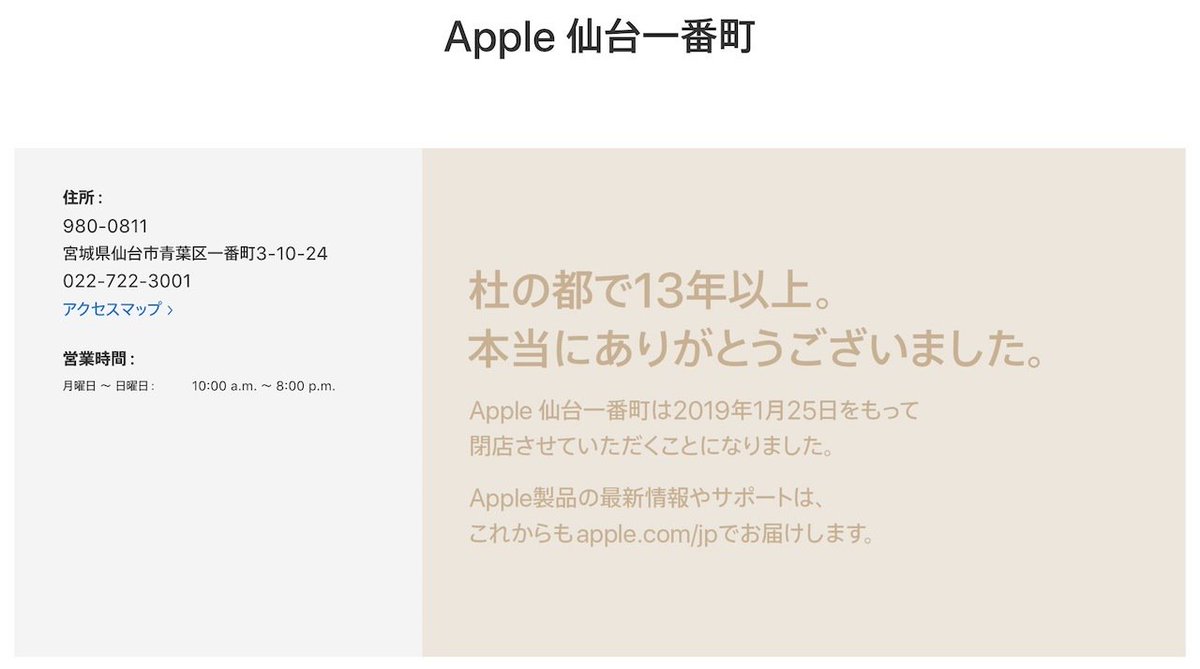 Apple 仙台一番町
住所 :
980-0811
宮城県仙台市青葉区一番町3-10-24
022-722-3001
アクセスマップ ›
営業時間 :
月曜日 〜 日曜日 : 10:00 a.m. 〜 8:00 p.m.
杜の都で13年以上。
本当にありがとうございました。
Apple 仙台一番町は2019年1月25日をもって
閉店させていただくことになりました。
Apple製品の最新情報やサポートは、
これからもapple.com/jpでお届けします。